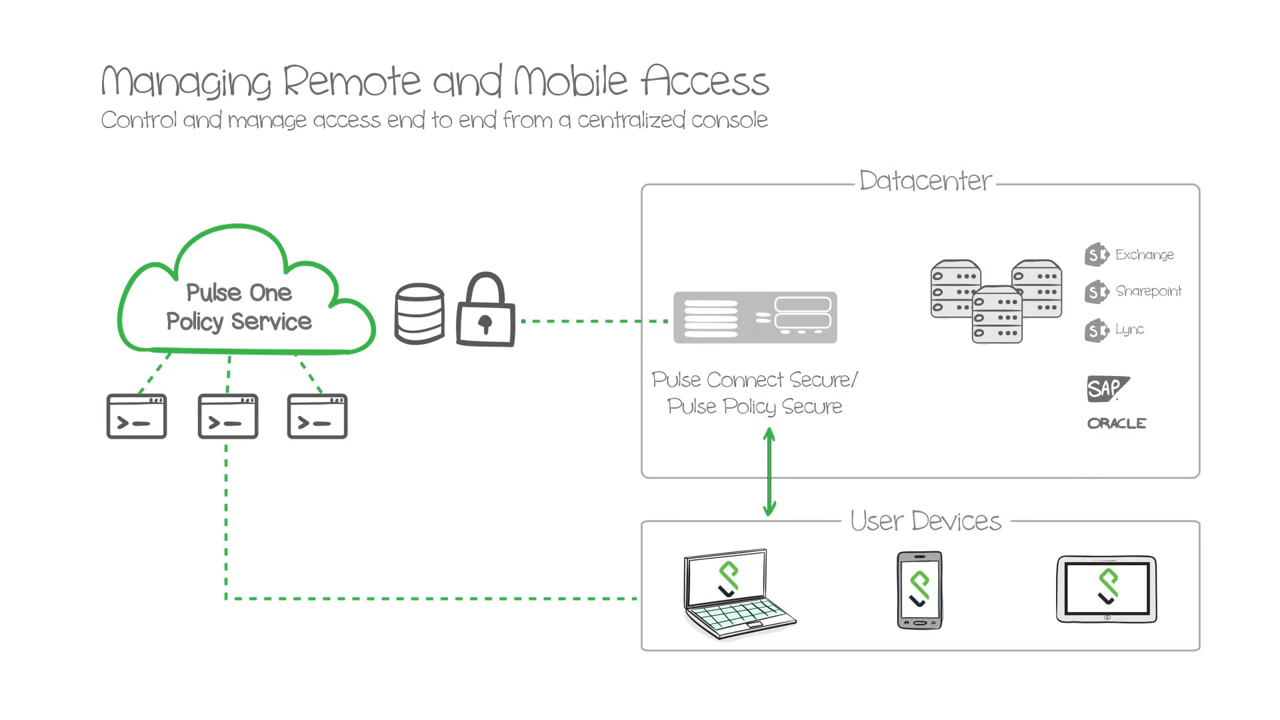 Managing Remote and Mobile Access
Control and manage access end to end from a centralized console
Datacenter
Pulse One
Policy Service
Exchange
Sharepoint
Lync
Pulse Connect Secure/
Pulse Policy Secure
SAP
ORACLE
User Devices